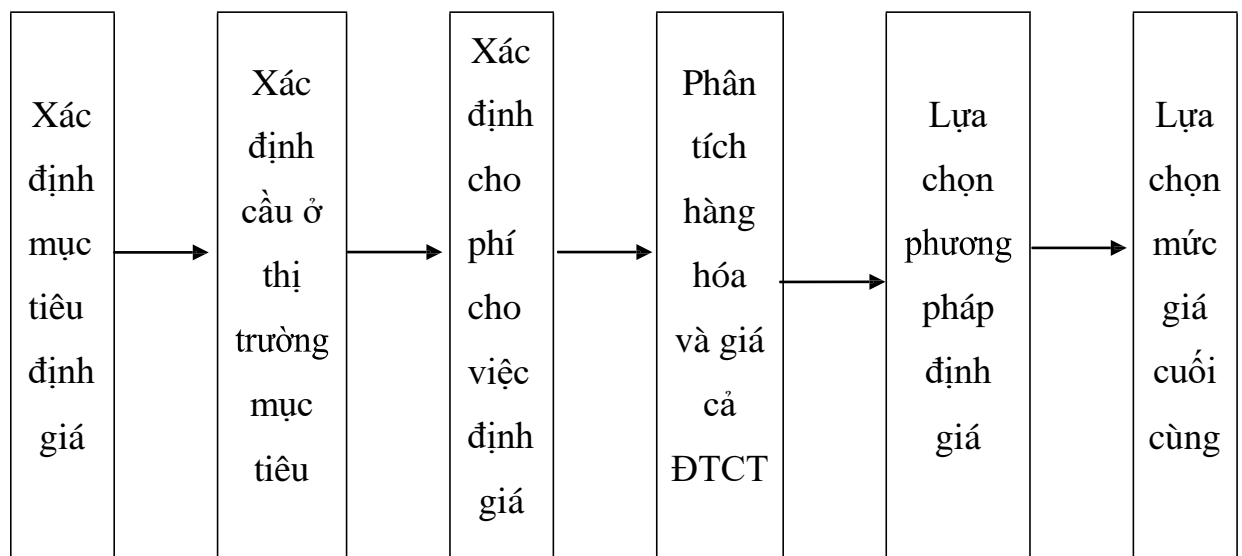 Xác
định
mục
tiêu
định
giá
Xác
định
cầu ở
thị
trường
mục
tiêu
Xác
định
cho
phí
cho
việc
định
giá
Phân
tích
hàng
hóa
và giá
cả
ĐTCT
Lựa
chọn
phương
pháp
định
giá
Lựa
chọn
mức
giá
cuối
cùng